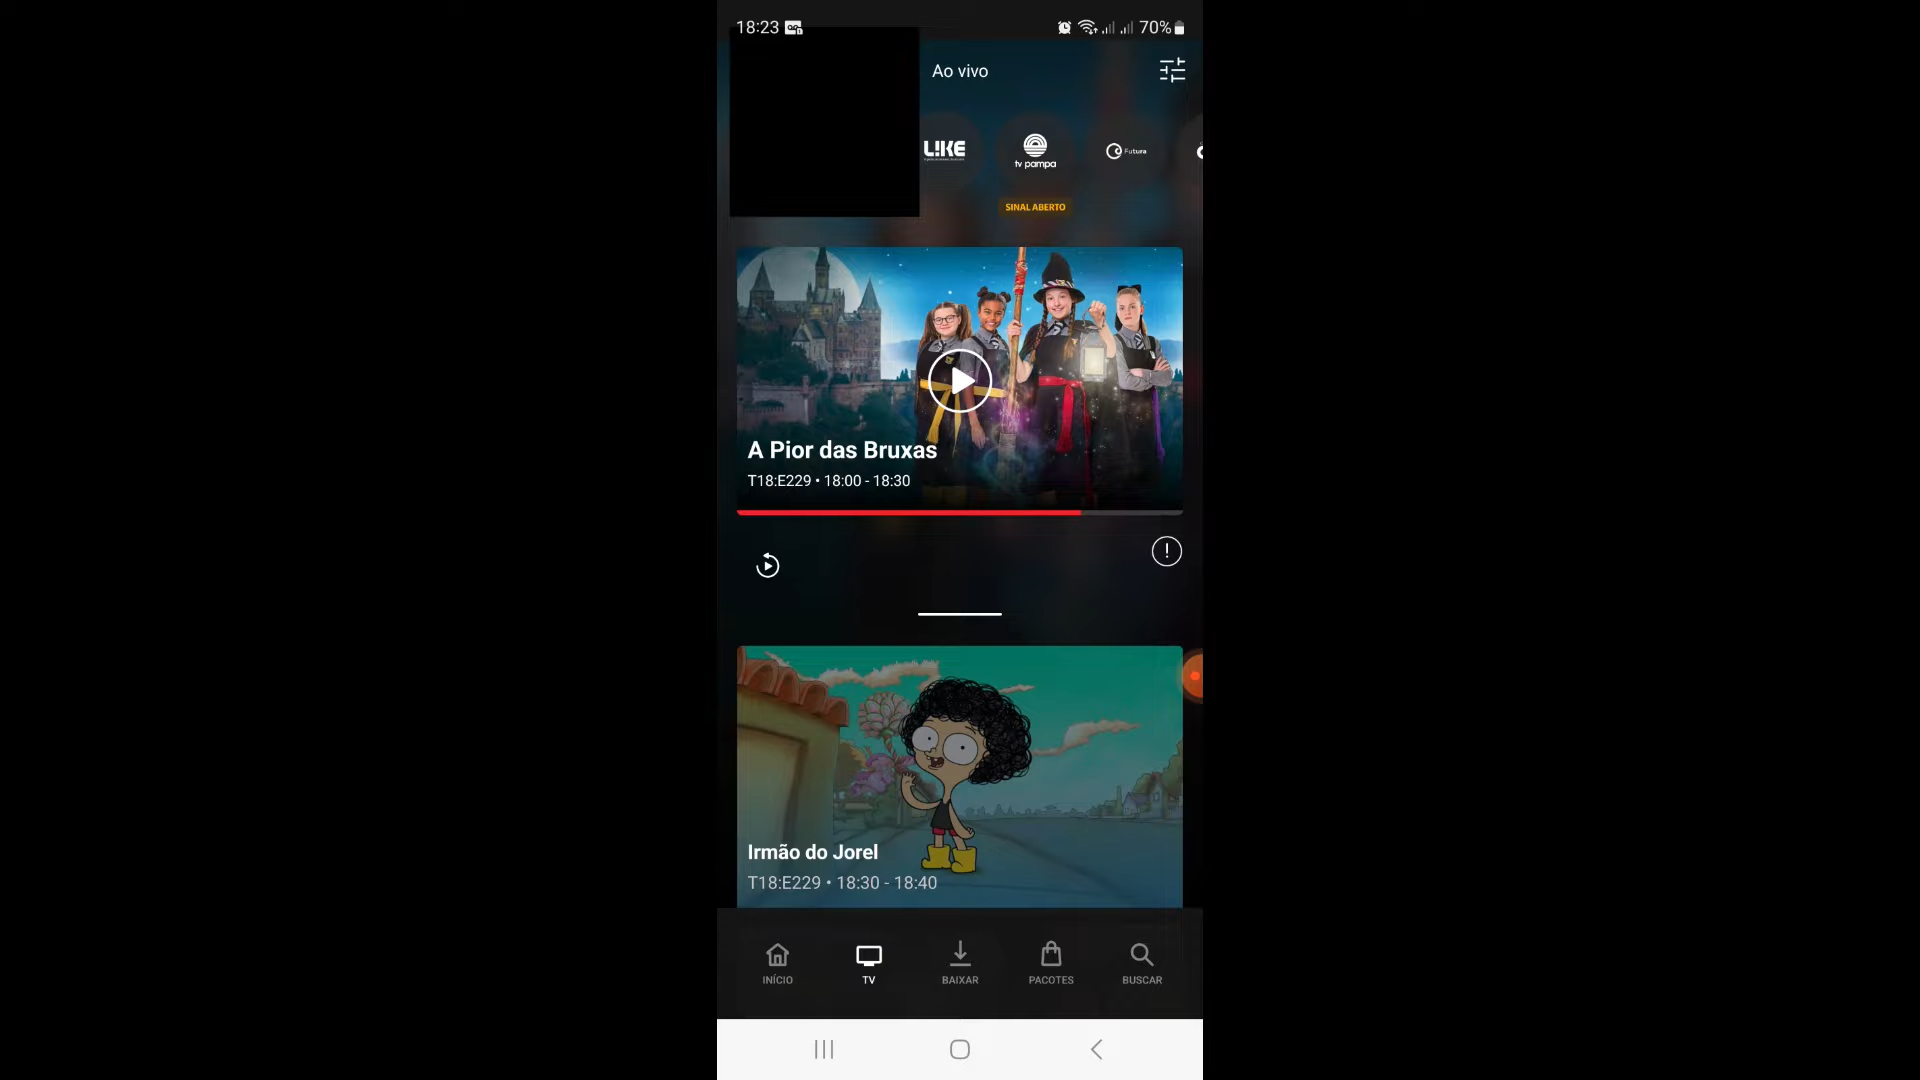 18:23
70%
Ao vivo
L!KE
tv pampa
Futura
SINAL ABERTO
A Pior das Bruxas
T18:E229 • 18:00 - 18:30
Irmão do Jorel
T18:E229 • 18:30 - 18:40
INÍCIO
TV
BAIXAR
PACOTES
BUSCAR